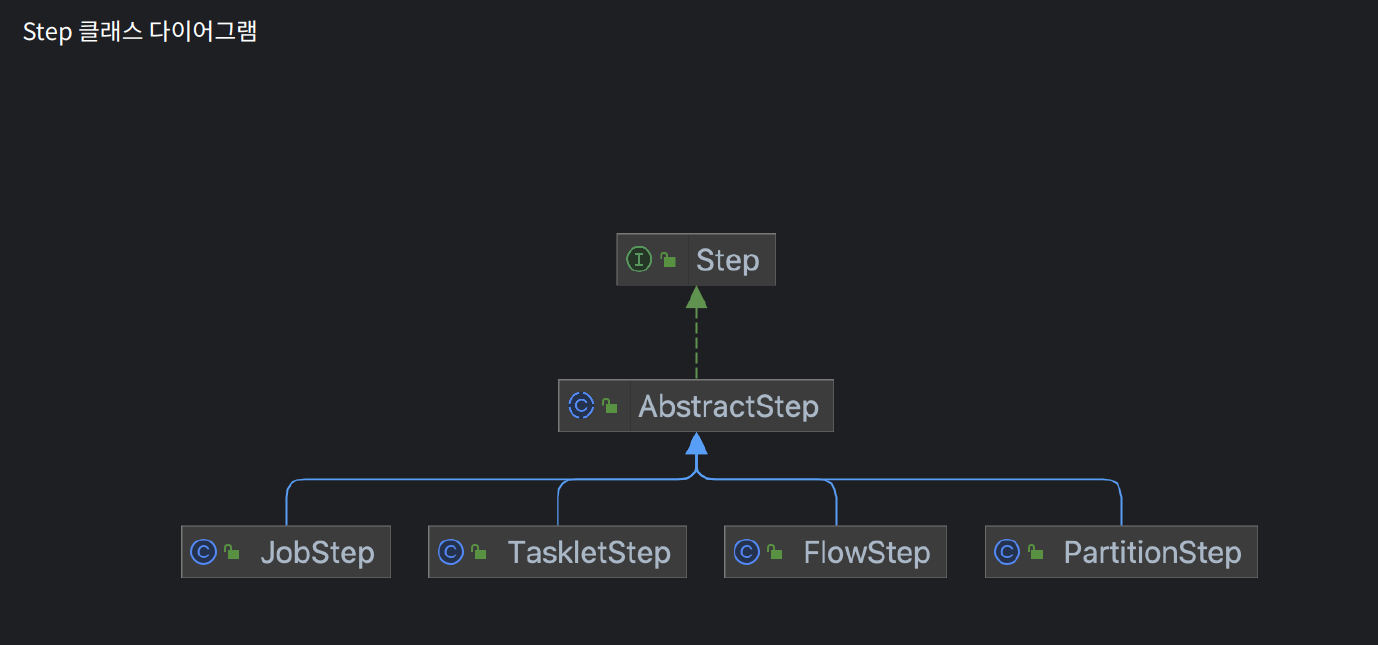 Step 클래스 다이어그램
I Step
C AbstractStep
C JobStep
C TaskletStep
C FlowStep
C PartitionStep